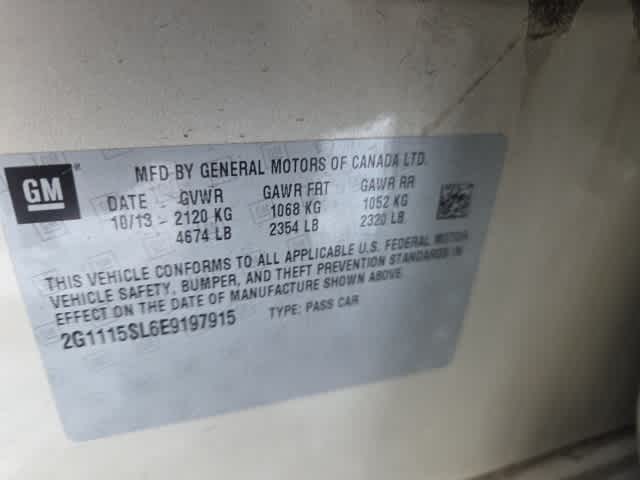 GM
MFD BY GENERAL MOTORS OF CANADA LTD.
DATE GVWR GAWR FRT GAWR RR
10/13 - 2120 KG 1068 KG 1052 KG
4674 LB 2354 LB 2320 LB
THIS VEHICLE CONFORMS TO ALL APPLICABLE U.S. FEDERAL MOTOR
VEHICLE SAFETY, BUMPER, AND THEFT PREVENTION STANDARDS IN
EFFECT ON THE DATE OF MANUFACTURE SHOWN ABOVE.
2G1115SL6E9197915 TYPE: PASS CAR